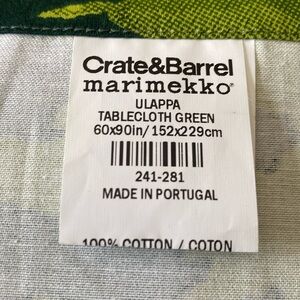 Crate&Barrel
marimekko®
ULAPPA
TABLECLOTH GREEN
60x90in/ 152x229cm
241-281
MADE IN PORTUGAL
100% COTTON / COTON